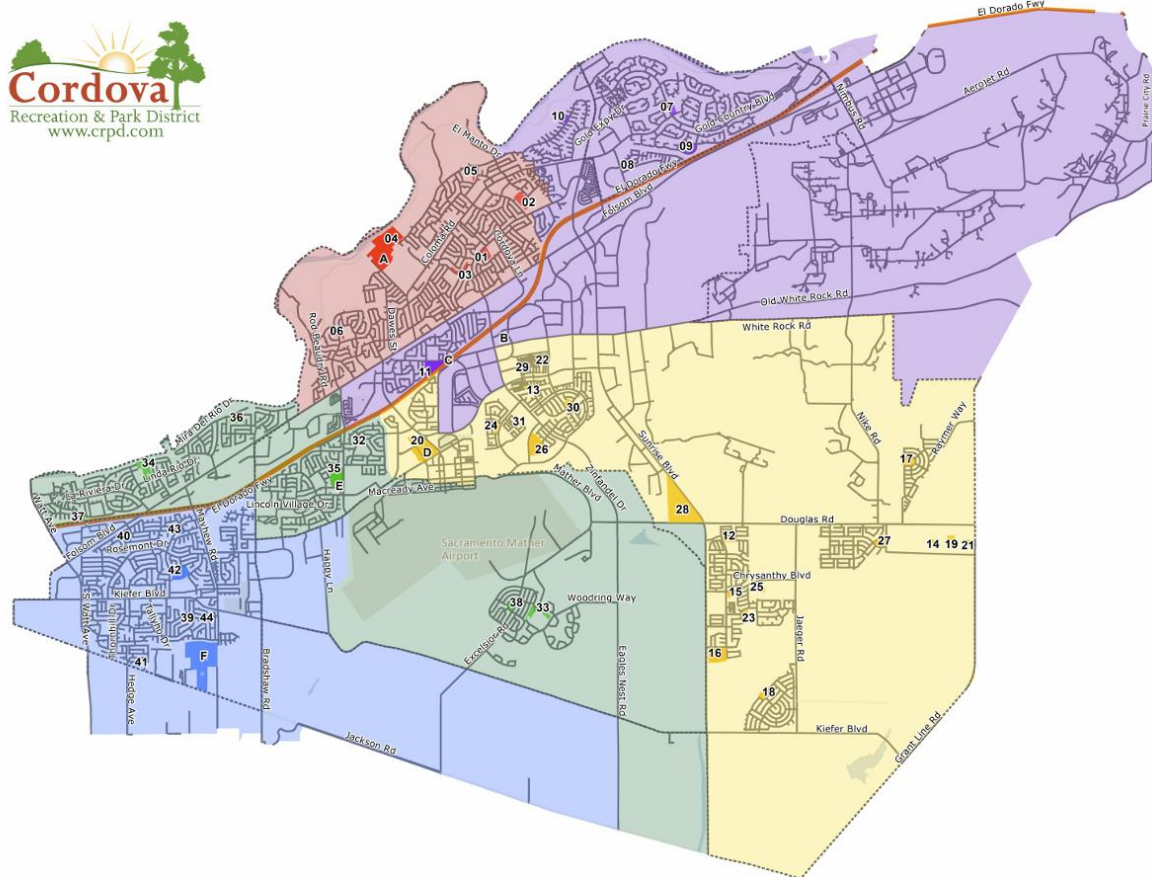 Cordova
Recreation & Park District
www.crpd.com
El Dorado Fwy
Prairie City Rd
Aerojet Rd
Nimbus Rd
07
Gold Country Blvd
10
Gold Expy Dr
09
08
El Dorado Fwy
Folsom Blvd
El Manto Dr
05
02
04
A
Coloma Rd
01
Cordova Ln
03
Old White Rock Rd
White Rock Rd
06
Dawes St
B
Rod Beaudry Rd
C
11
29
22
13
30
31
24
26
20
D
Sunrise Blvd
Nike Rd
Raymer Way
17
Mira Del Rio Dr
36
32
34
Linda Rio Dr
35
E
La Riviera Dr
El Dorado Fwy
Macready Ave
Mather Blvd
Zinfandel Dr
Lincoln Village Dr
Watt Ave
37
28
Douglas Rd
Folsom Blvd
40
43
Mayhew Rd
Rosemont Dr
12
27
14
19
21
Sacramento Mather
Airport
Happy Ln
42
Kiefer Blvd
Chrysanthy Blvd
15
25
Woodring Way
38
33
23
S Watt Ave
Tallyho Dr
39
44
Jaeger Rd
Excelsior Rd
Eagles Nest Rd
41
F
16
Hedge Ave
Bradshaw Rd
18
Kiefer Blvd
Grant Line Rd
Jackson Rd